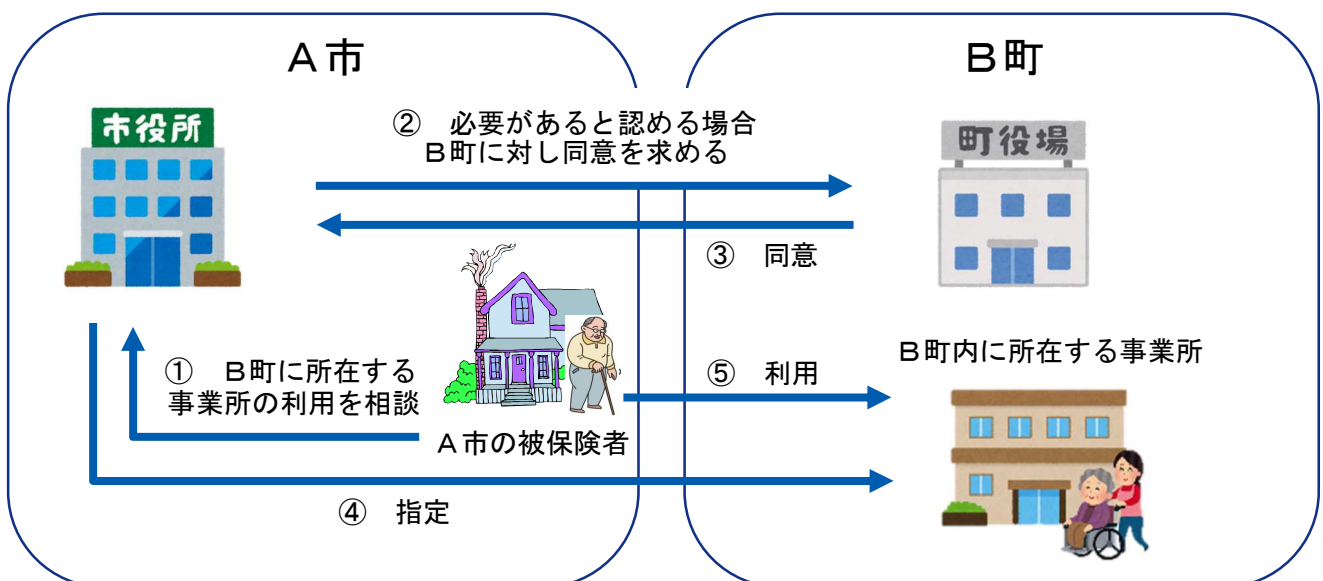 A市
B町
市役所
② 必要があると認める場合
B町に対し同意を求める
町役場
③ 同意
① B町に所在する
事業所の利用を相談
A市の被保険者
⑤ 利用
B町内に所在する事業所
④ 指定